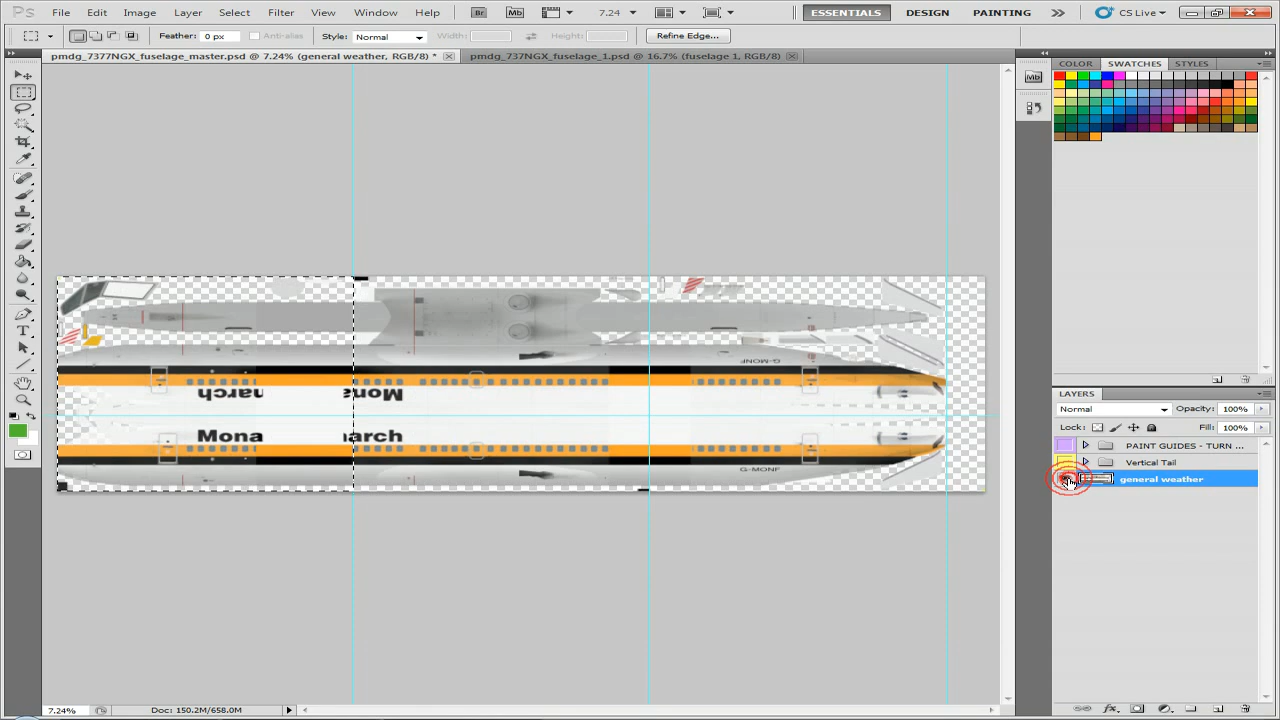 Ps File Edit Image Layer Select Filter View Window Help Br Mb 7.24 ESSENTIALS DESIGN PAINTING CS Live
Feather: 0 px Anti-alias Style: Normal Width: Height: Refine Edge...
pmdg_7377NGX_fuselage_master.psd @ 7.24% (general weather, RGB/8) * pmdg_737NGX_fuselage_1.psd @ 16.7% (fuselage 1, RGB/8)
COLOR SWATCHES STYLES
Mb
T
G-MONF
narch Mona
Mona arch
G-MONF
LAYERS
Normal Opacity: 100%
Lock: Fill: 100%
PAINT GUIDES - TURN ...
Vertical Tail
general weather
7.24% Doc: 150.2M/658.0M
fx